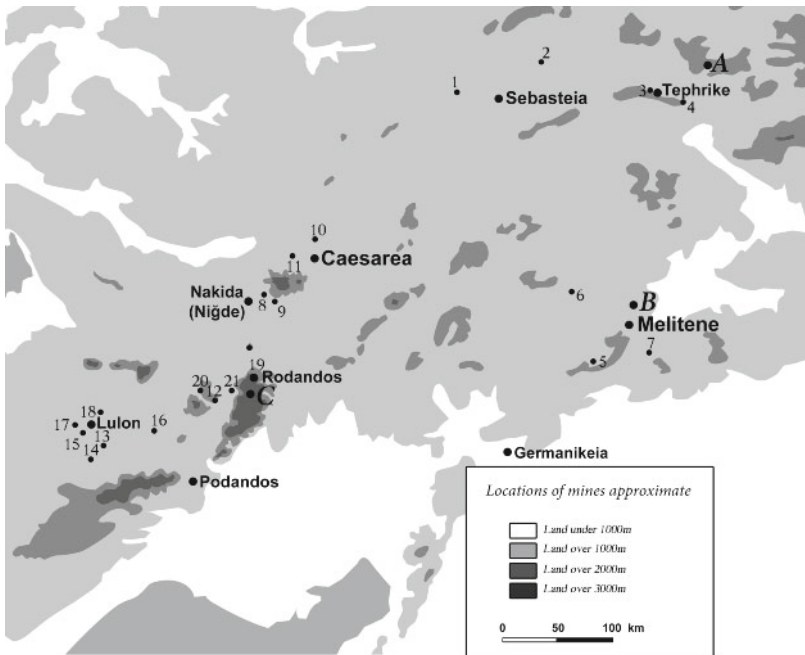 2
A
1
3
Tephrike
Sebasteia
4
10
11
Caesarea
Nakida
(Niğde)
8
9
6
B
Melitene
7
5
19
Rodandos
20
21
12
C
18
17
Lulon
16
15
13
14
Podandos
Germanikeia
Locations of mines approximate
Land under 1000m
Land over 1000m
Land over 2000m
Land over 3000m
0 50 100 km